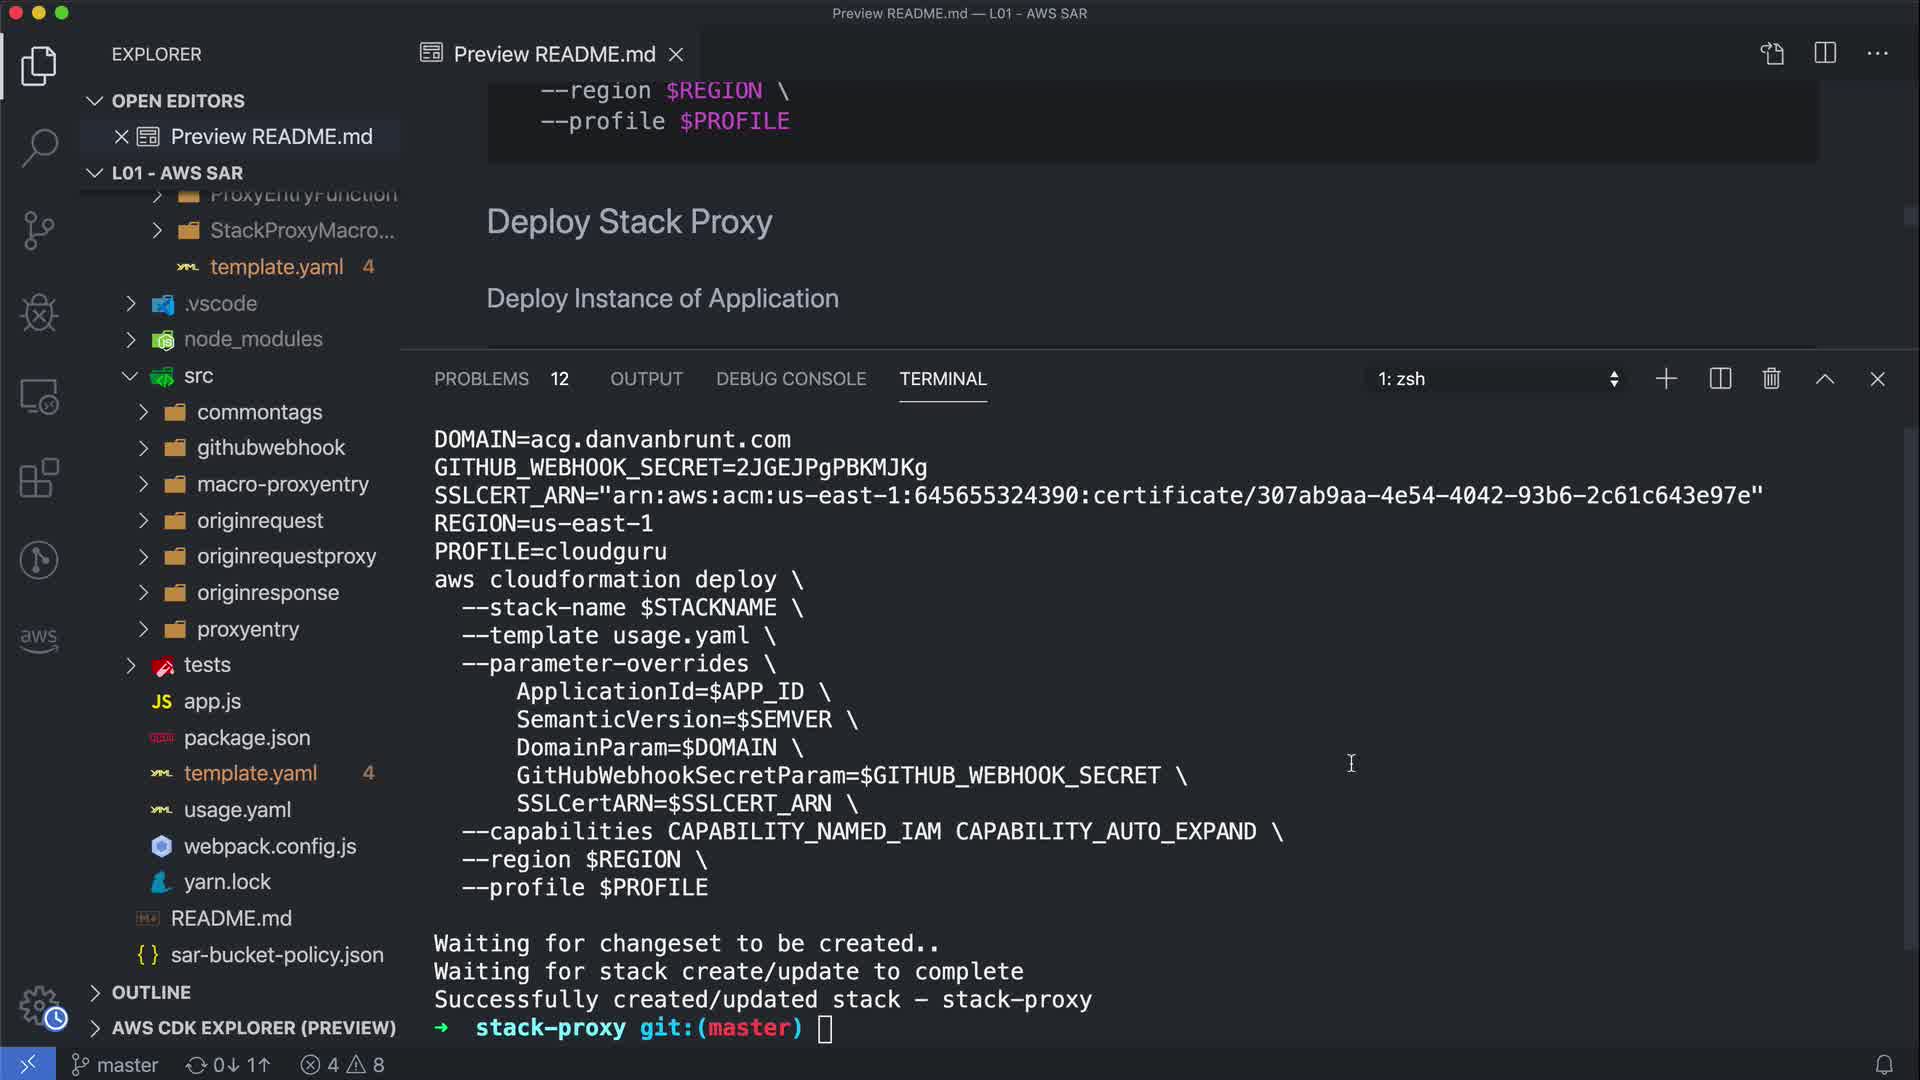 Preview README.md — L01 - AWS SAR
EXPLORER
OPEN EDITORS
Preview README.md
L01 - AWS SAR
ProxyEntryFunction
StackProxyMacro...
template.yaml 4
.vscode
node_modules
src
commontags
githubwebhook
macro-proxyentry
originrequest
originrequestproxy
originresponse
proxyentry
tests
JS app.js
package.json
template.yaml 4
usage.yaml
webpack.config.js
yarn.lock
README.md
{ } sar-bucket-policy.json
OUTLINE
AWS CDK EXPLORER (PREVIEW)
aws
Preview README.md
--region $REGION \
--profile $PROFILE
Deploy Stack Proxy
Deploy Instance of Application
PROBLEMS 12 OUTPUT DEBUG CONSOLE TERMINAL 1: zsh
DOMAIN=acg.danvanbrunt.com
GITHUB_WEBHOOK_SECRET=2JGEJPgPBKMJKg
SSLCERT_ARN="arn:aws:acm:us-east-1:645655324390:certificate/307ab9aa-4e54-4042-93b6-2c61c643e97e"
REGION=us-east-1
PROFILE=cloudguru
aws cloudformation deploy \
--stack-name $STACKNAME \
--template usage.yaml \
--parameter-overrides \
ApplicationId=$APP_ID \
SemanticVersion=$SEMVER \
DomainParam=$DOMAIN \
GitHubWebhookSecretParam=$GITHUB_WEBHOOK_SECRET \
SSLCertARN=$SSLCERT_ARN \
--capabilities CAPABILITY_NAMED_IAM CAPABILITY_AUTO_EXPAND \
--region $REGION \
--profile $PROFILE
Waiting for changeset to be created..
Waiting for stack create/update to complete
Successfully created/updated stack - stack-proxy
➜ stack-proxy git:(master)
master 0↓ 1↑ 4 8